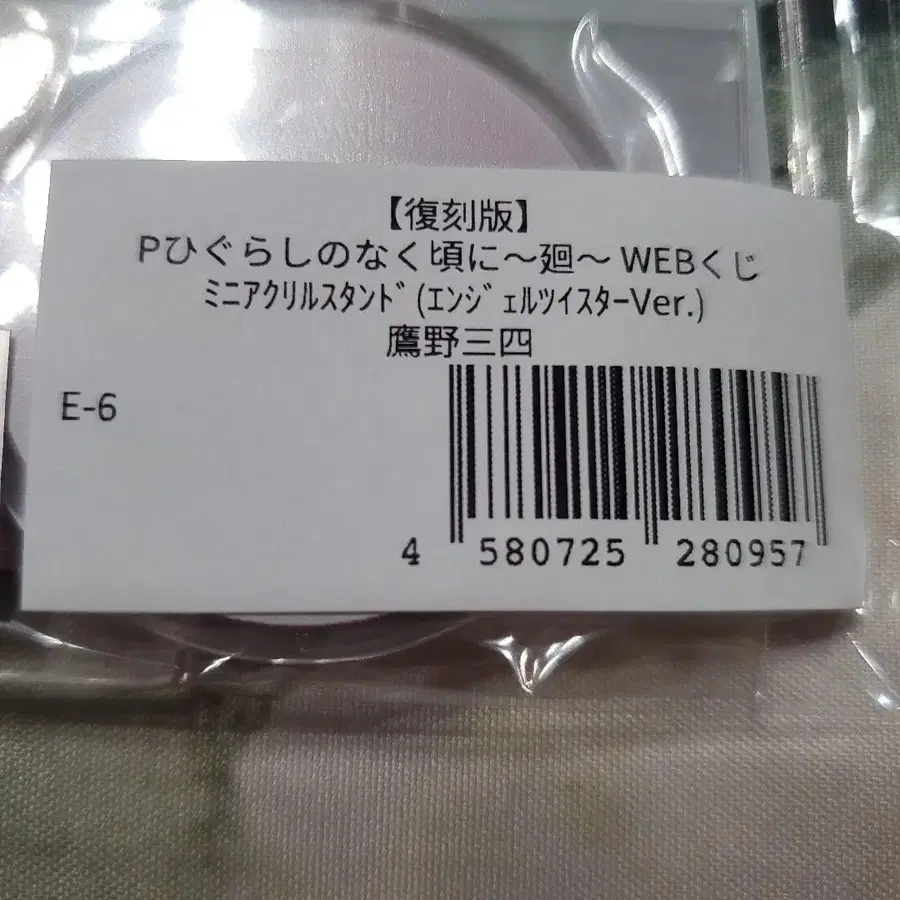 【復刻版】
Pひぐらしのなく頃に～廻～ WEBくじ
ﾐﾆｱｸﾘﾙｽﾀﾝﾄﾞ(ｴﾝｼﾞｪﾙﾂｲｽﾀｰVer.)
鷹野三四
E-6
4 580725 280957